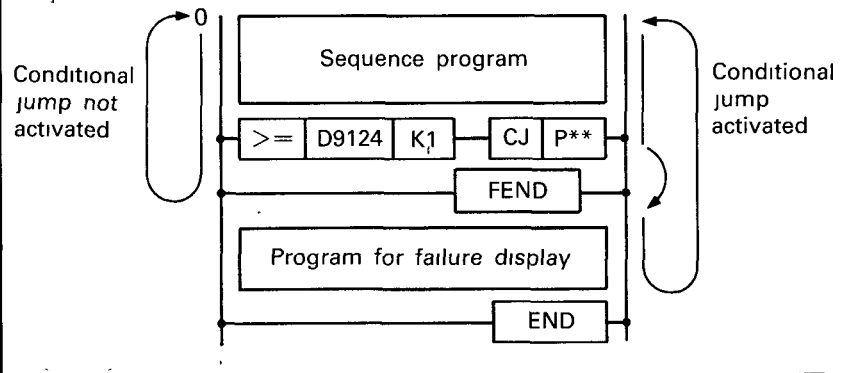 0
Sequence program
Conditional
jump not
activated
Conditional
jump
activated
>= D9124 K1 CJ P**
FEND
Program for failure display
END